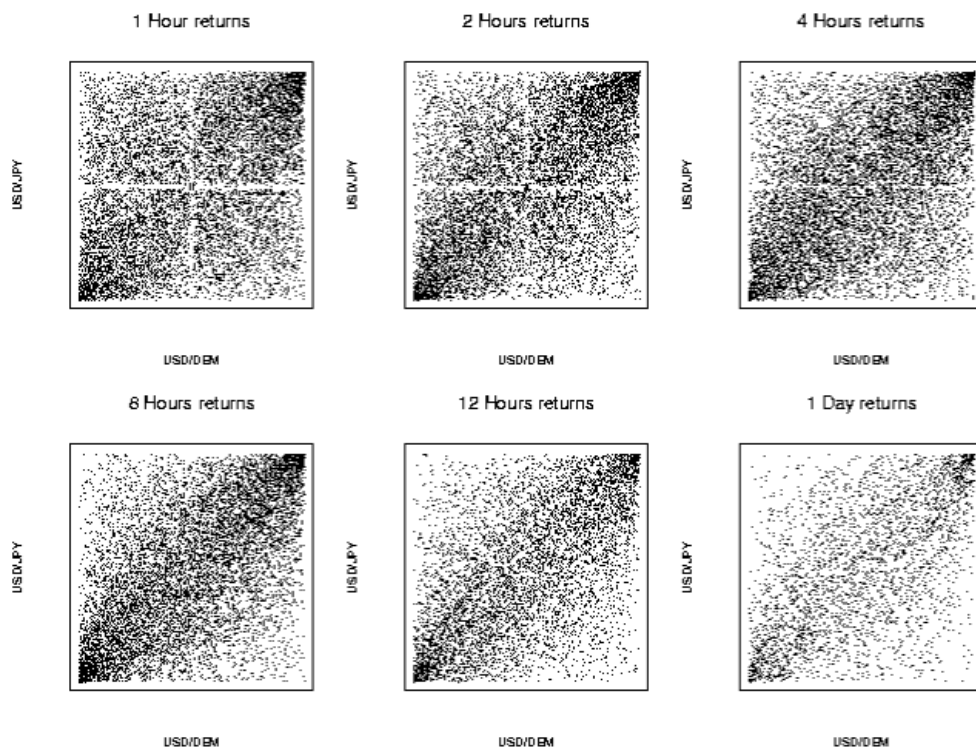 1 Hour returns
2 Hours returns
4 Hours returns
USD/JPY
USD/JPY
USD/JPY
USD/DEM
USD/DEM
USD/DEM
8 Hours returns
12 Hours returns
1 Day returns
USD/JPY
USD/JPY
USD/JPY
USD/DEM
USD/DEM
USD/DEM